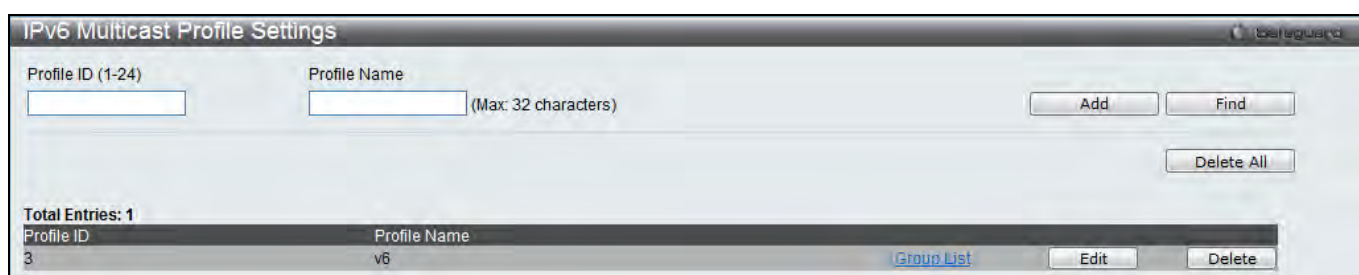 IPv6 Multicast Profile Settings
Safeguard
Profile ID (1-24) Profile Name
(Max: 32 characters) Add Find
Delete All
Total Entries: 1
Profile ID Profile Name
3 v6 Group List Edit Delete